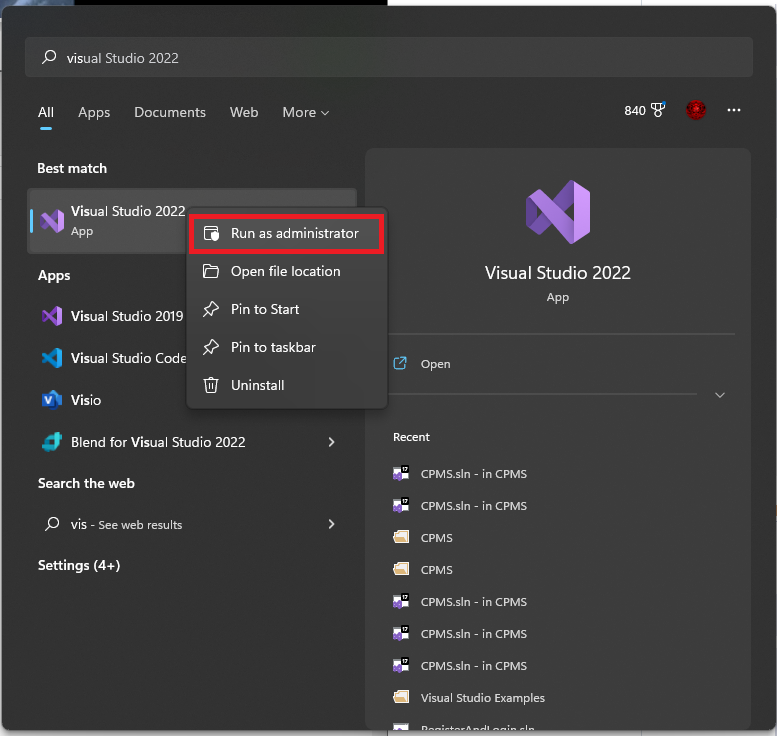 visual Studio 2022
All Apps Documents Web More
840
Best match
Visual Studio 2022
App
Run as administrator
Open file location
Pin to Start
Pin to taskbar
Uninstall
Apps
Visual Studio 2019
Visual Studio Code
Visio
Blend for Visual Studio 2022
Search the web
vis - See web results
Settings (4+)
Visual Studio 2022
App
Open
Recent
CPMS.sln - in CPMS
CPMS.sln - in CPMS
CPMS
CPMS
CPMS.sln - in CPMS
CPMS.sln - in CPMS
CPMS.sln - in CPMS
Visual Studio Examples
RegisterAndLogin.sln